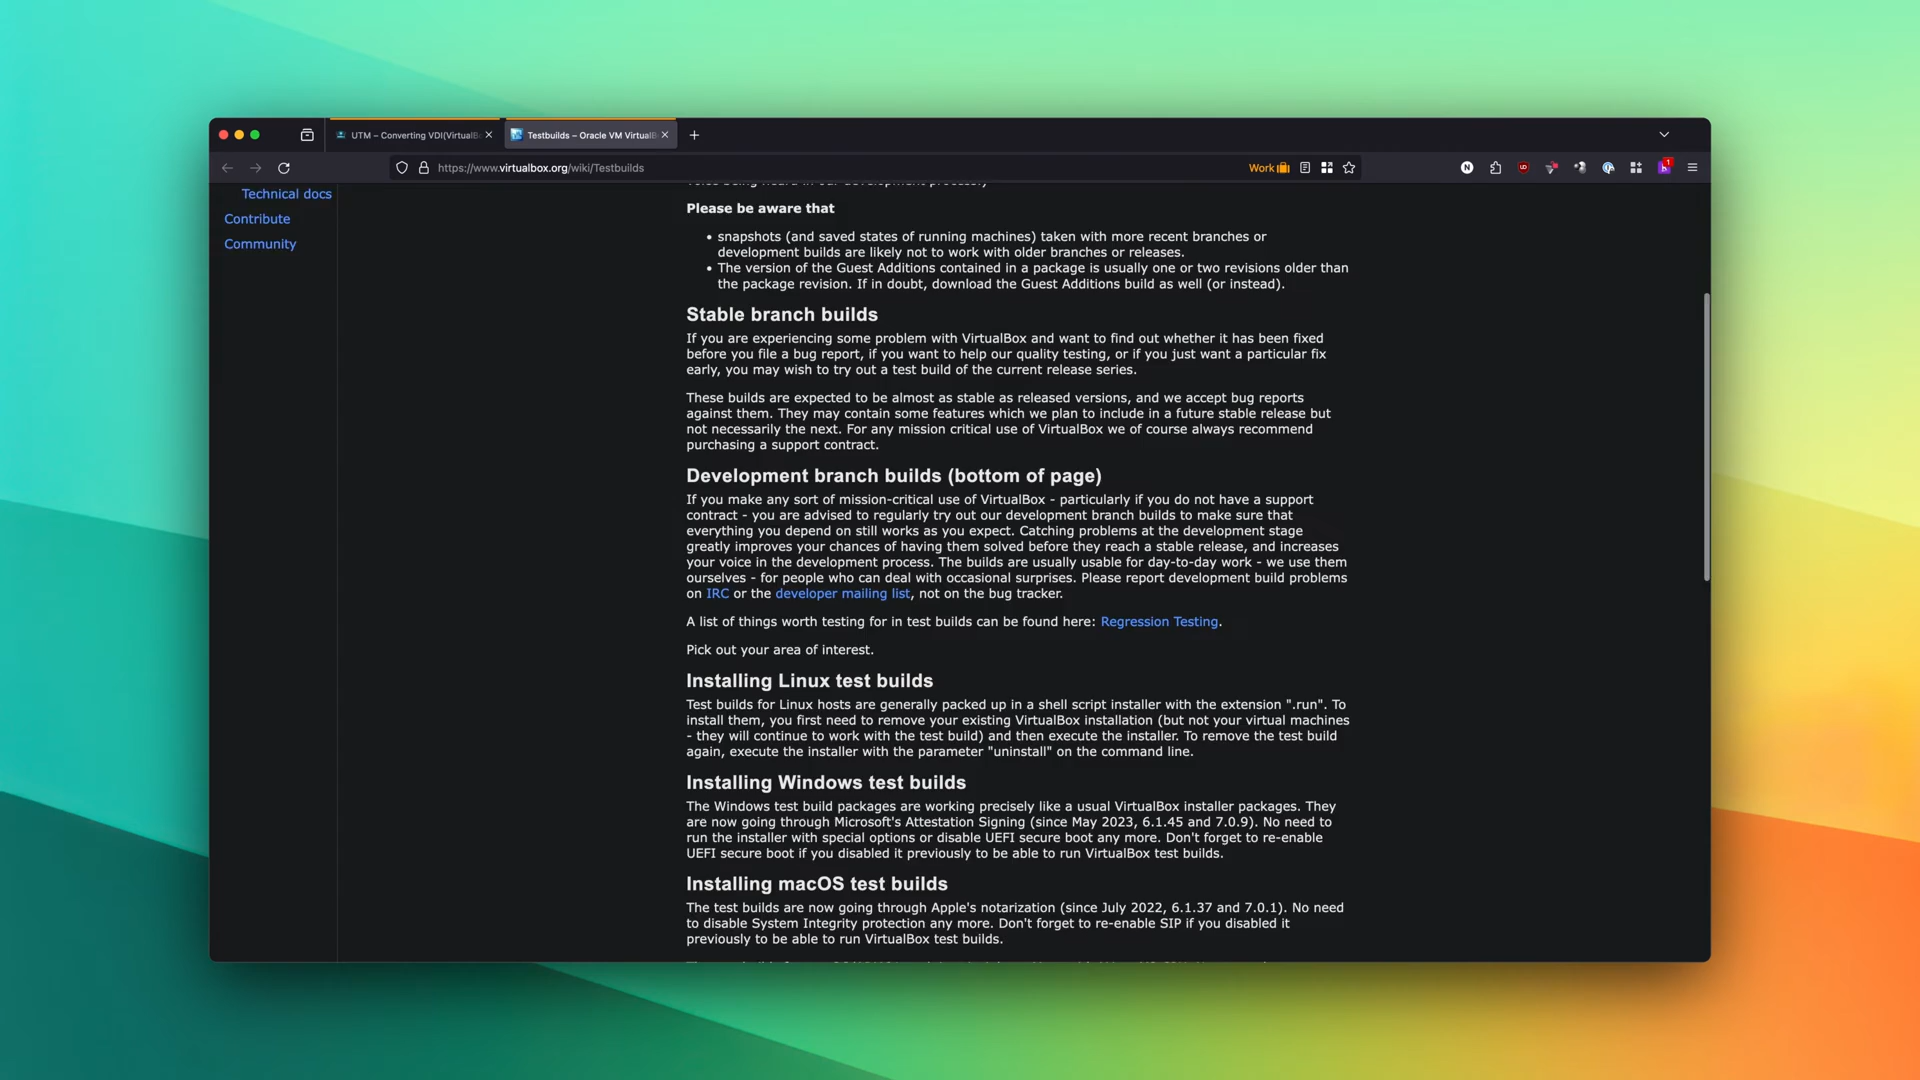 UTM – Converting VDI(VirtualB
Testbuilds – Oracle VM VirtualB
https://www.virtualbox.org/wiki/Testbuilds
Work
Technical docs
Contribute
Community
Please be aware that
• snapshots (and saved states of running machines) taken with more recent branches or
development builds are likely not to work with older branches or releases.
• The version of the Guest Additions contained in a package is usually one or two revisions older than
the package revision. If in doubt, download the Guest Additions build as well (or instead).
Stable branch builds
If you are experiencing some problem with VirtualBox and want to find out whether it has been fixed
before you file a bug report, if you want to help our quality testing, or if you just want a particular fix
early, you may wish to try out a test build of the current release series.
These builds are expected to be almost as stable as released versions, and we accept bug reports
against them. They may contain some features which we plan to include in a future stable release but
not necessarily the next. For any mission critical use of VirtualBox we of course always recommend
purchasing a support contract.
Development branch builds (bottom of page)
If you make any sort of mission-critical use of VirtualBox - particularly if you do not have a support
contract - you are advised to regularly try out our development branch builds to make sure that
everything you depend on still works as you expect. Catching problems at the development stage
greatly improves your chances of having them solved before they reach a stable release, and increases
your voice in the development process. The builds are usually usable for day-to-day work - we use them
ourselves - for people who can deal with occasional surprises. Please report development build problems
on IRC or the developer mailing list, not on the bug tracker.
A list of things worth testing for in test builds can be found here: Regression Testing.
Pick out your area of interest.
Installing Linux test builds
Test builds for Linux hosts are generally packed up in a shell script installer with the extension ".run". To
install them, you first need to remove your existing VirtualBox installation (but not your virtual machines
- they will continue to work with the test build) and then execute the installer. To remove the test build
again, execute the installer with the parameter "uninstall" on the command line.
Installing Windows test builds
The Windows test build packages are working precisely like a usual VirtualBox installer packages. They
are now going through Microsoft's Attestation Signing (since May 2023, 6.1.45 and 7.0.9). No need to
run the installer with special options or disable UEFI secure boot any more. Don't forget to re-enable
UEFI secure boot if you disabled it previously to be able to run VirtualBox test builds.
Installing macOS test builds
The test builds are now going through Apple's notarization (since July 2022, 6.1.37 and 7.0.1). No need
to disable System Integrity protection any more. Don't forget to re-enable SIP if you disabled it
previously to be able to run VirtualBox test builds.